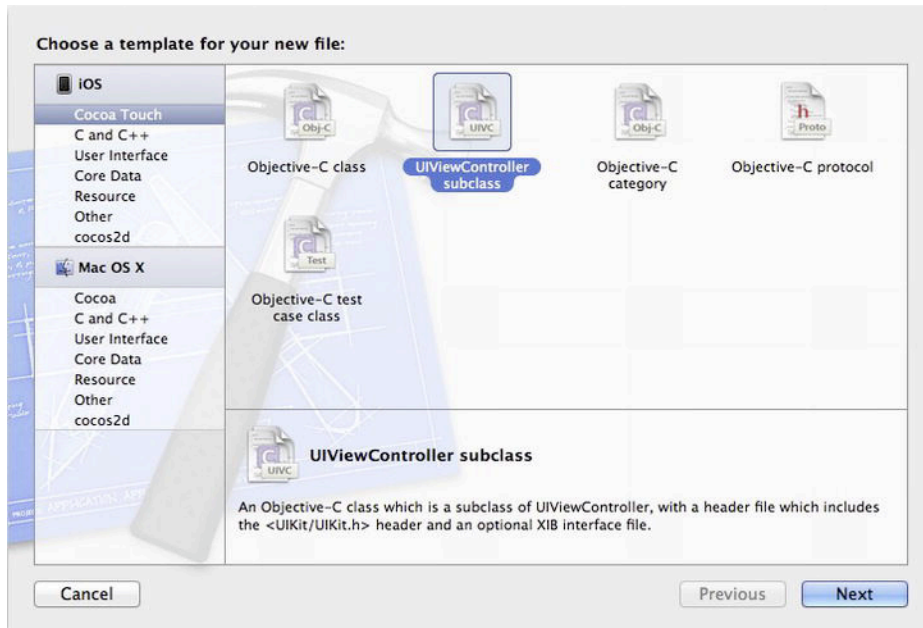 Choose a template for your new file:
iOS
Cocoa Touch
C and C++
User Interface
Core Data
Resource
Other
cocos2d
Mac OS X
Cocoa
C and C++
User Interface
Core Data
Resource
Other
cocos2d
C
Obj-C
Objective-C class
C
UIVC
UIViewController
subclass
C
Obj-C
Objective-C
category
h
Proto
Objective-C protocol
C
Test
Objective-C test
case class
C
UIVC
UIViewController subclass
An Objective-C class which is a subclass of UIViewController, with a header file which includes
the <UIKit/UIKit.h> header and an optional XIB interface file.
Cancel
Previous
Next